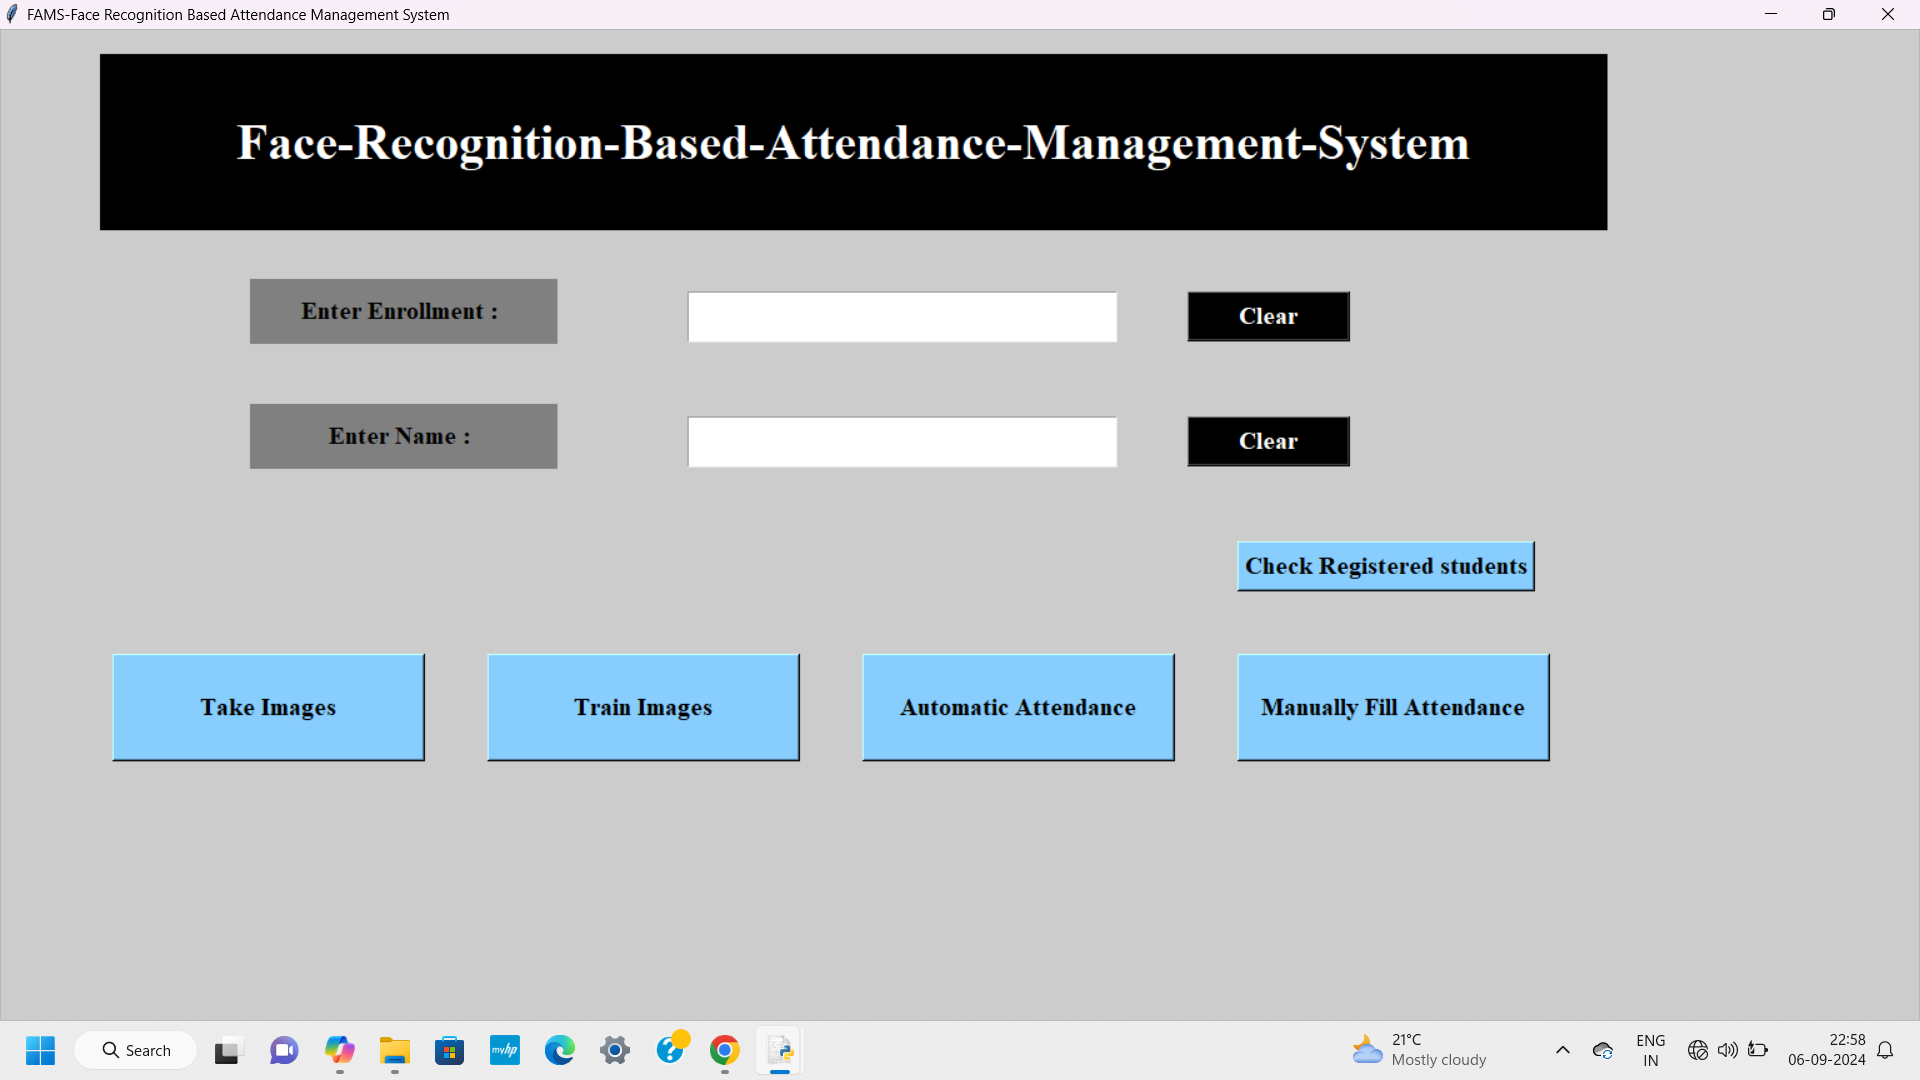 FAMS-Face Recognition Based Attendance Management System
Face-Recognition-Based-Attendance-Management-System
Enter Enrollment :
Clear
Enter Name :
Clear
Check Registered students
Take Images
Train Images
Automatic Attendance
Manually Fill Attendance
Search
myhp
21°C
Mostly cloudy
ENG
IN
22:58
06-09-2024